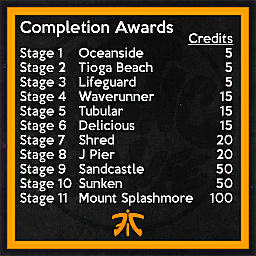 Completion Awards
Credits
Stage 1 Oceanside 5
Stage 2 Tioga Beach 5
Stage 3 Lifeguard 5
Stage 4 Waverunner 15
Stage 5 Tubular 15
Stage 6 Delicious 15
Stage 7 Shred 20
Stage 8 J Pier 20
Stage 9 Sandcastle 50
Stage 10 Sunken 50
Stage 11 Mount Splashmore 100